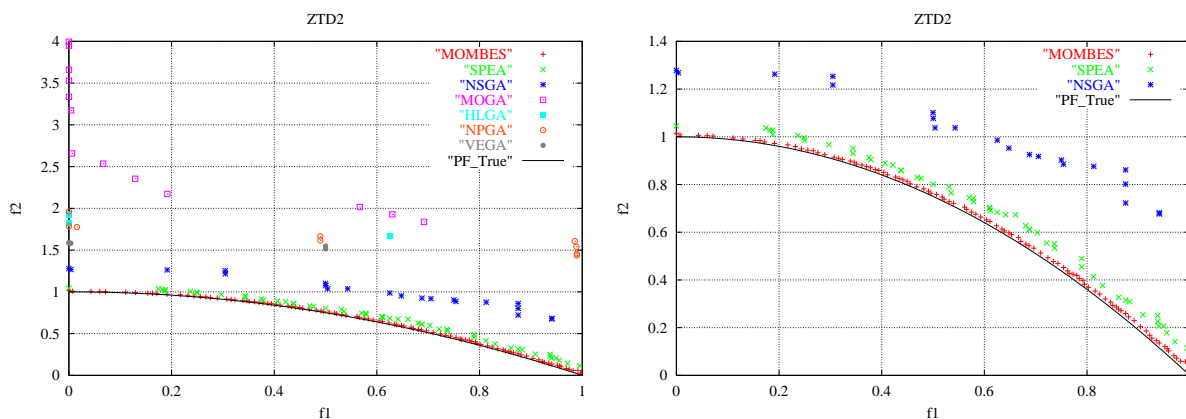 ZTD2
4
3.5
3
2.5
2
1.5
1
0.5
0
0
0.2
0.4
0.6
0.8
1
f2
f1
"MOMBES"
"SPEA"
"NSGA"
"MOGA"
"HLGA"
"NPGA"
"VEGA"
"PF_True"
ZTD2
1.4
1.2
1
0.8
0.6
0.4
0.2
0
0
0.2
0.4
0.6
0.8
f2
f1
"MOMBES"
"SPEA"
"NSGA"
"PF_True"